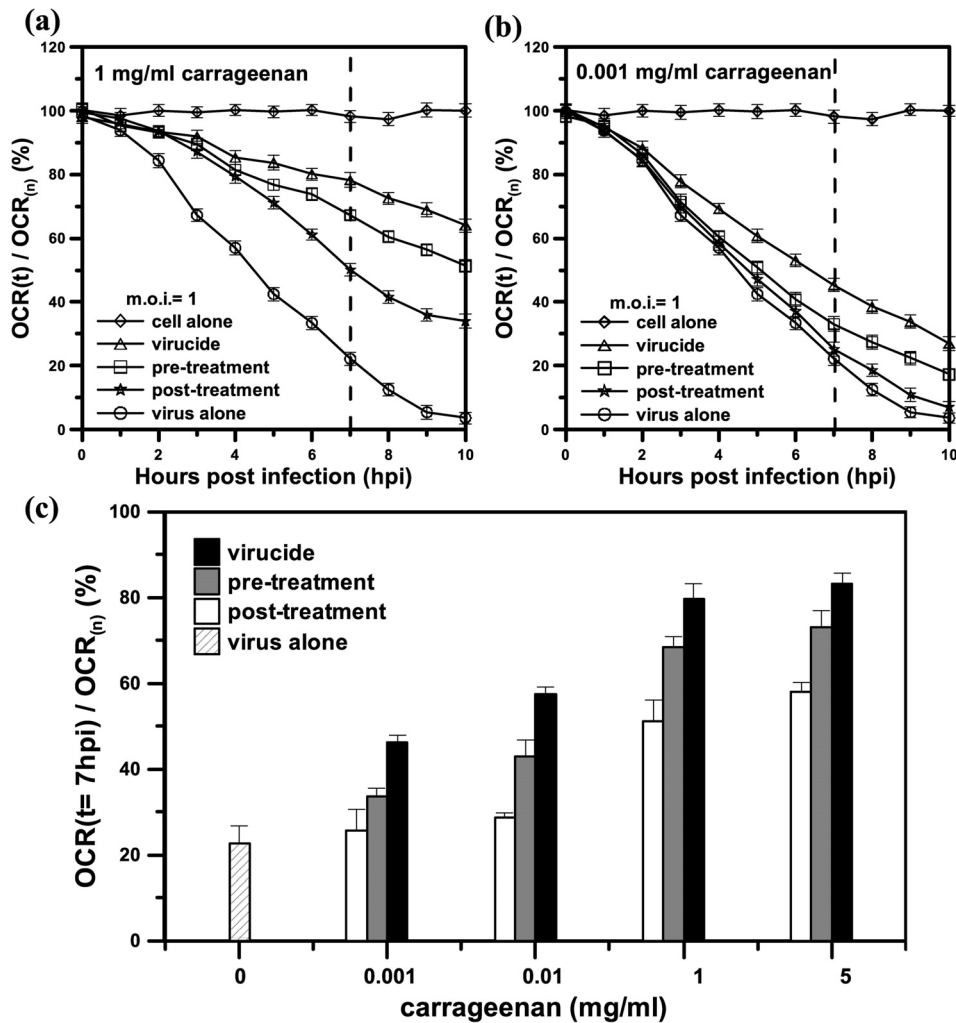 (a)
120
100
80
60
40
20
0
OCR(t) / OCR(n) (%)
1 mg/ml carrageenan
m.o.i.= 1
cell alone
virucide
pre-treatment
post-treatment
virus alone
0 2 4 6 8 10
Hours post infection (hpi)
(b)
120
100
80
60
40
20
0
OCR(t) / OCR(n) (%)
0.001 mg/ml carrageenan
m.o.i.= 1
cell alone
virucide
pre-treatment
post-treatment
virus alone
0 2 4 6 8 10
Hours post infection (hpi)
(c)
100
80
60
40
20
0
OCR(t= 7hpi) / OCR(n) (%)
virucide
pre-treatment
post-treatment
virus alone
0 0.001 0.01 1 5
carrageenan (mg/ml)